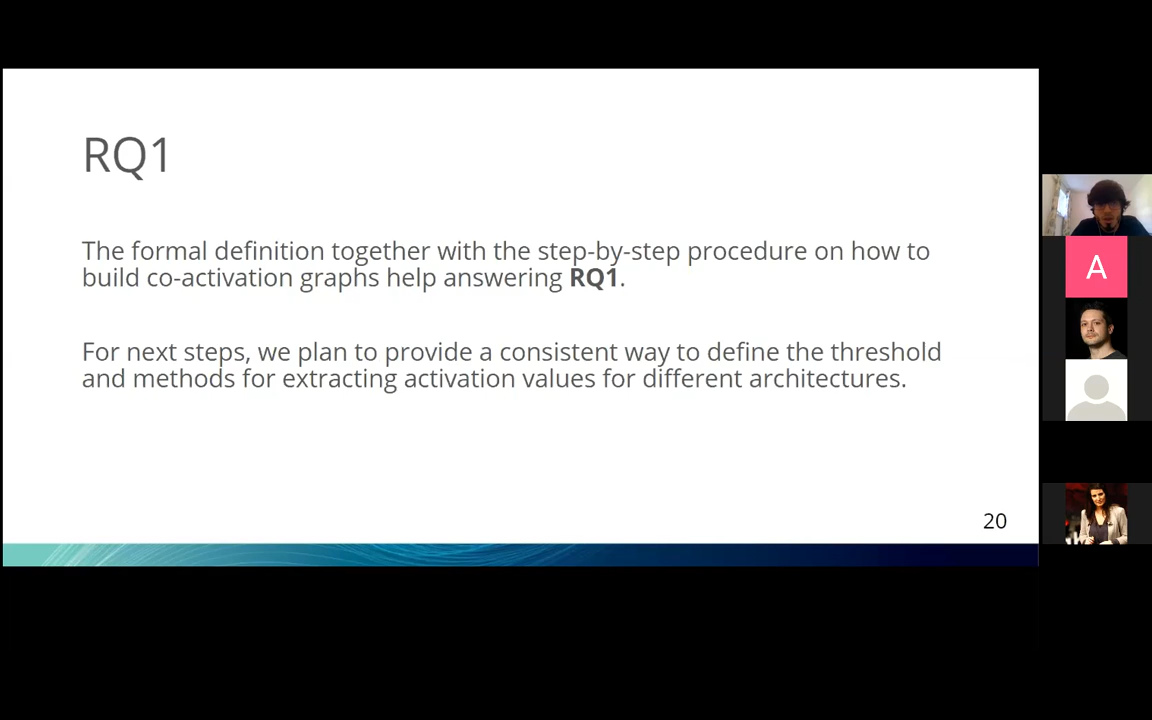 RQ1
The formal definition together with the step-by-step procedure on how to
build co-activation graphs help answering RQ1.
For next steps, we plan to provide a consistent way to define the threshold
and methods for extracting activation values for different architectures.
20
A